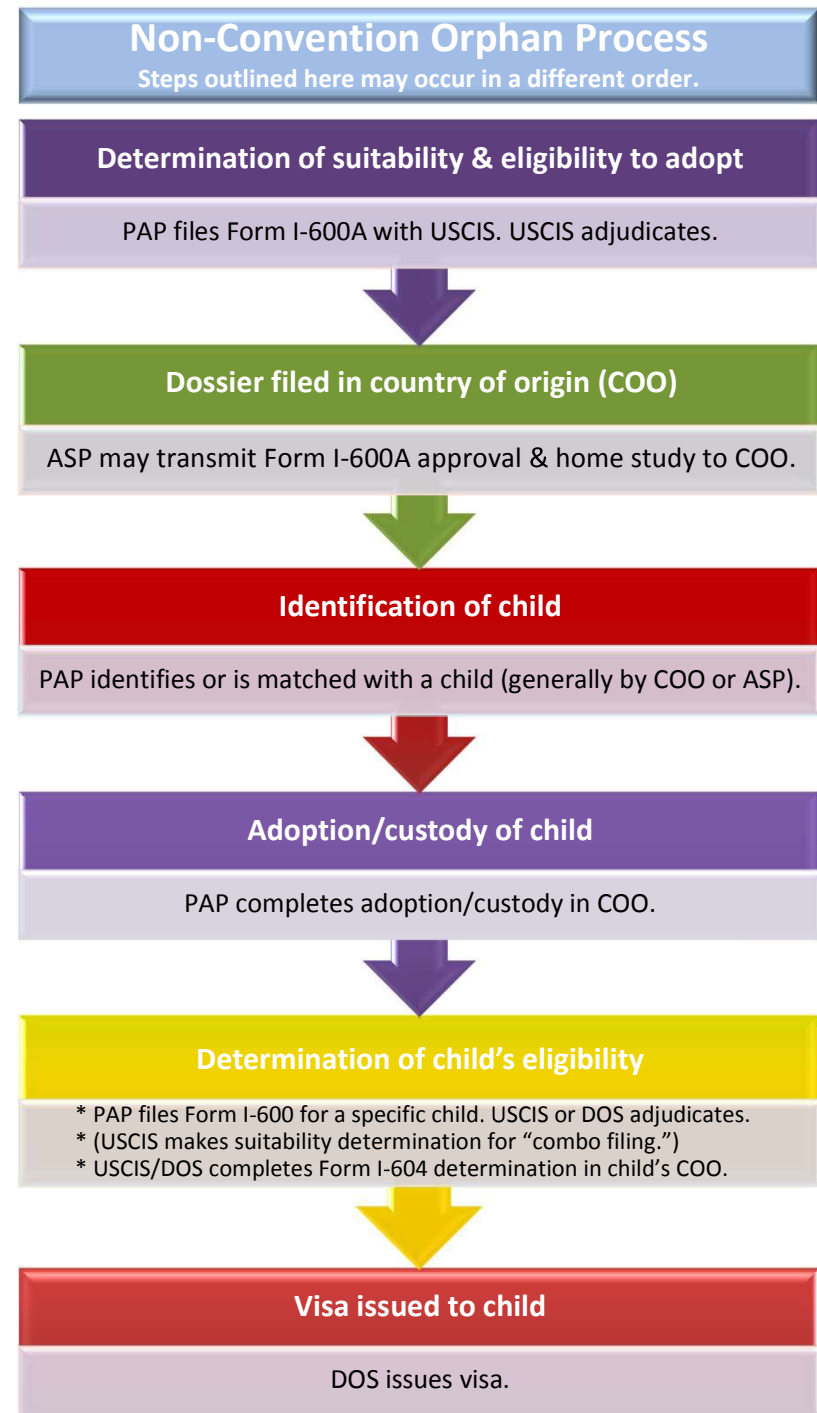 Non-Convention Orphan Process
Steps outlined here may occur in a different order.
Determination of suitability & eligibility to adopt
PAP files Form I-600A with USCIS. USCIS adjudicates.
Dossier filed in country of origin (COO)
ASP may transmit Form I-600A approval & home study to COO.
Identification of child
PAP identifies or is matched with a child (generally by COO or ASP).
Adoption/custody of child
PAP completes adoption/custody in COO.
Determination of child’s eligibility
* PAP files Form I-600 for a specific child. USCIS or DOS adjudicates.
* (USCIS makes suitability determination for “combo filing.”)
* USCIS/DOS completes Form I-604 determination in child’s COO.
Visa issued to child
DOS issues visa.